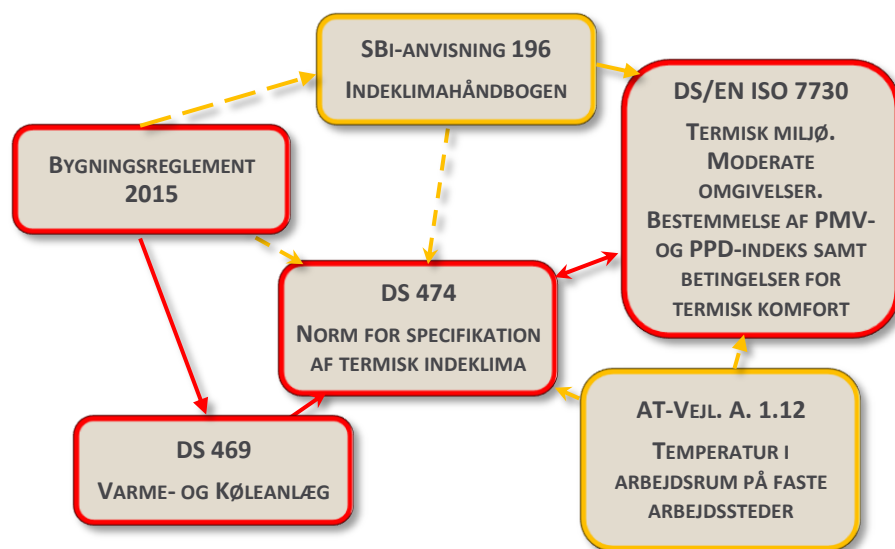 SBi-anvisning 196
Indeklimahåndbogen
DS/EN ISO 7730
Termisk miljø.
Moderate
omgivelser.
Bestemmelse af PMV-
og PPD-indeks samt
betingelser for
termisk komfort
Bygningsreglement
2015
DS 474
Norm for specifikation
af termisk indeklima
DS 469
Varme- og Køleanlæg
AT-Vejl. A. 1.12
Temperatur i
arbejdsrum på faste
arbejdssteder